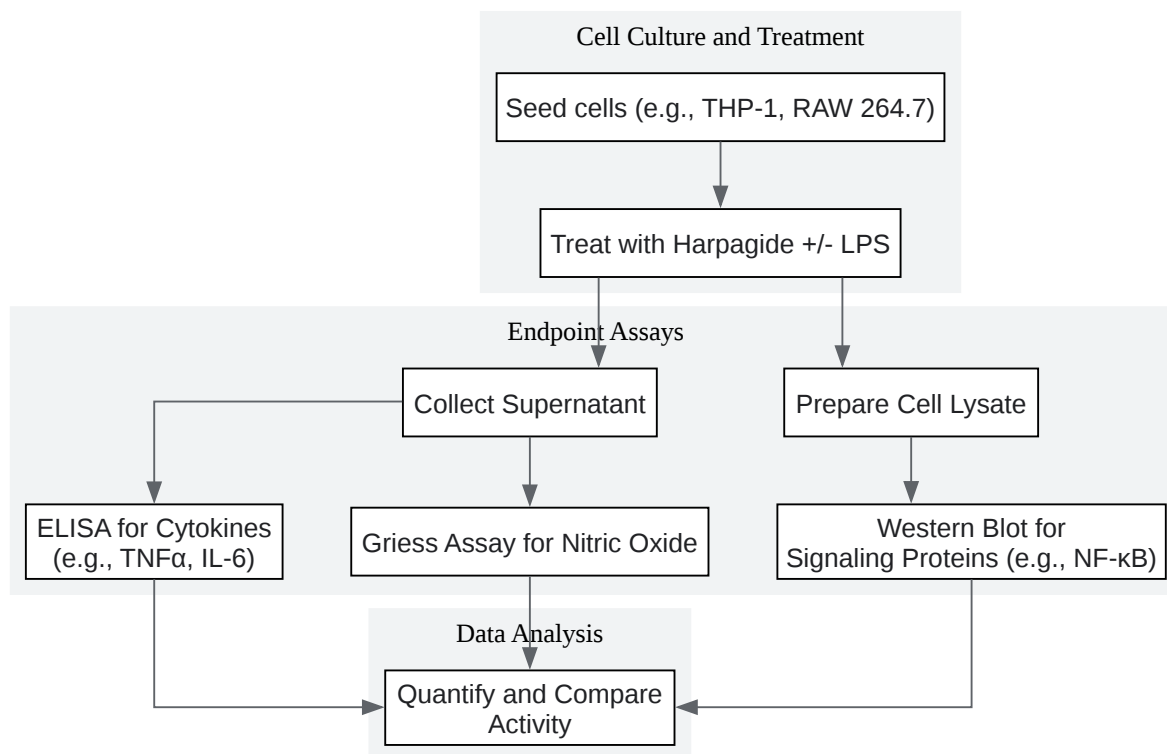 Cell Culture and Treatment
Seed cells (e.g., THP-1, RAW 264.7)
Treat with Harpagide +/- LPS
Endpoint Assays
Collect Supernatant
Prepare Cell Lysate
ELISA for Cytokines
(e.g., TNFα, IL-6)
Griess Assay for Nitric Oxide
Western Blot for
Signaling Proteins (e.g., NF-κB)
Data Analysis
Quantify and Compare
Activity